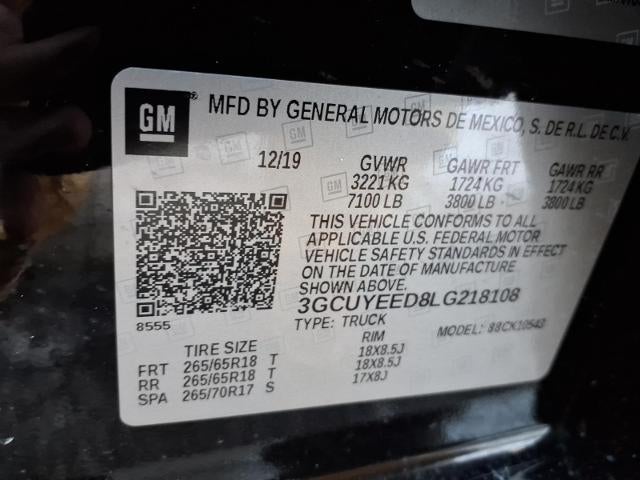 GM ® MFD BY GENERAL MOTORS DE MEXICO, S. DE R.L. DE C.V.
12/19 GVWR GAWR FRT GAWR RR
3221 KG 1724 KG 1724 KG
7100 LB 3800 LB 3800 LB
THIS VEHICLE CONFORMS TO ALL
APPLICABLE U.S. FEDERAL MOTOR
VEHICLE SAFETY STANDARDS IN EFFECT
ON THE DATE OF MANUFACTURE
SHOWN ABOVE.
3GCUYEED8LG218108
8555
TYPE: TRUCK MODEL: 88CK10543
TIRE SIZE RIM
FRT 265/65R18 T 18X8.5J
RR 265/65R18 T 18X8.5J
SPA 265/70R17 S 17X8J